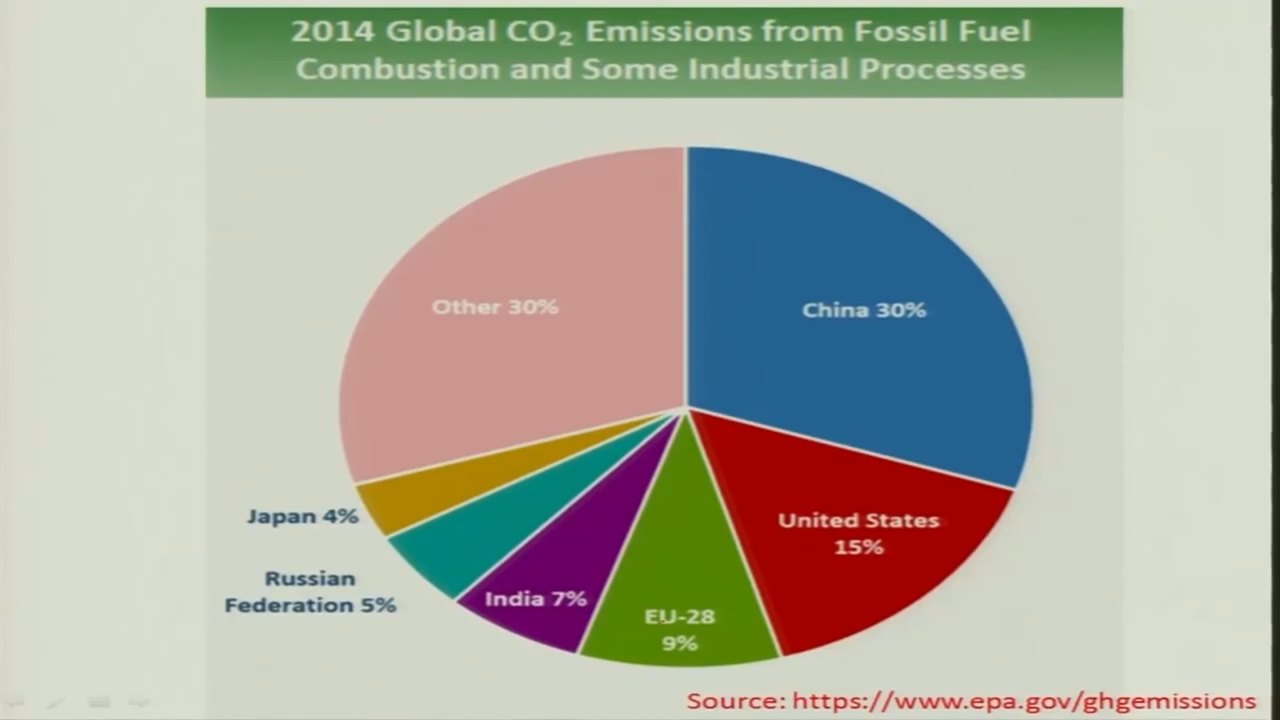 2014 Global CO₂ Emissions from Fossil Fuel
Combustion and Some Industrial Processes
Other 30%
China 30%
Japan 4%
United States
15%
Russian
Federation 5%
India 7%
EU-28
9%
Source: https://www.epa.gov/ghgemissions